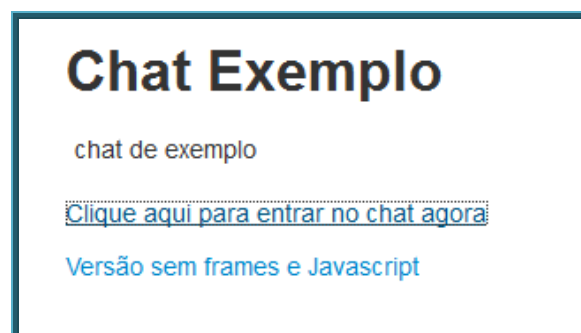 Chat Exemplo
chat de exemplo
Clique aqui para entrar no chat agora
Versão sem frames e Javascript